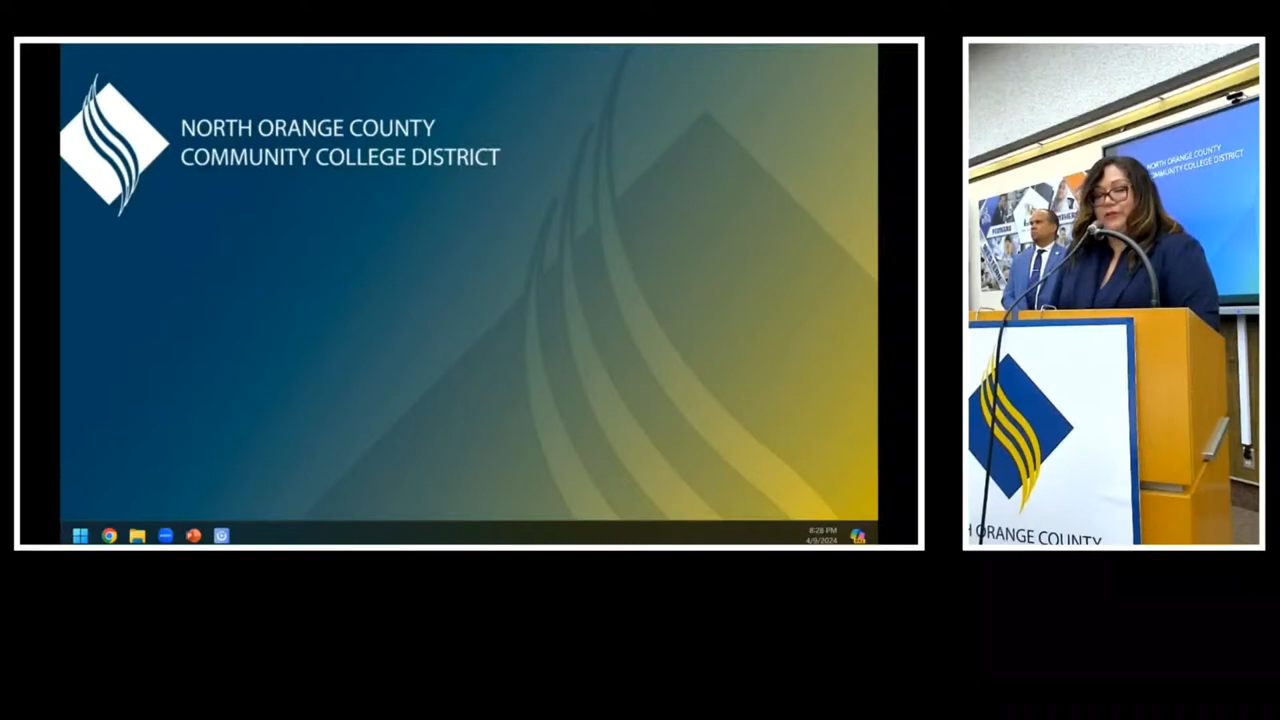 NORTH ORANGE COUNTY
COMMUNITY COLLEGE DISTRICT
8:28 PM
4/9/2024
NORTH ORANGE COUNTY
COMMUNITY COLLEGE DISTRICT
H ORANGE COUNTY